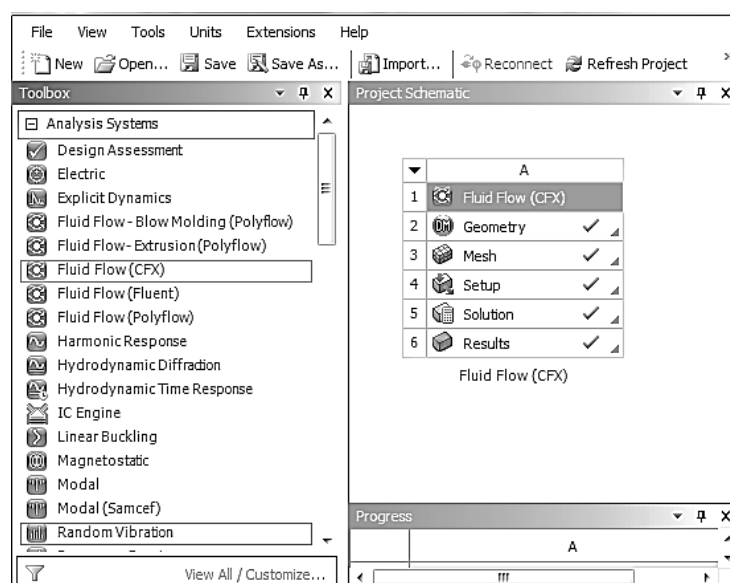 File View Tools Units Extensions Help
New Open... Save Save As... Import... Reconnect Refresh Project »
Toolbox
Project Schematic
Analysis Systems
Design Assessment
Electric
Explicit Dynamics
Fluid Flow - Blow Molding (Polyflow)
Fluid Flow - Extrusion (Polyflow)
Fluid Flow (CFX)
Fluid Flow (Fluent)
Fluid Flow (Polyflow)
Harmonic Response
Hydrodynamic Diffraction
Hydrodynamic Time Response
IC Engine
Linear Buckling
Magnetostatic
Modal
Modal (Samcef)
Random Vibration
View All / Customize...
A
1 Fluid Flow (CFX)
2 DM Geometry
3 Mesh
4 Setup
5 Solution
6 Results
Fluid Flow (CFX)
Progress
A